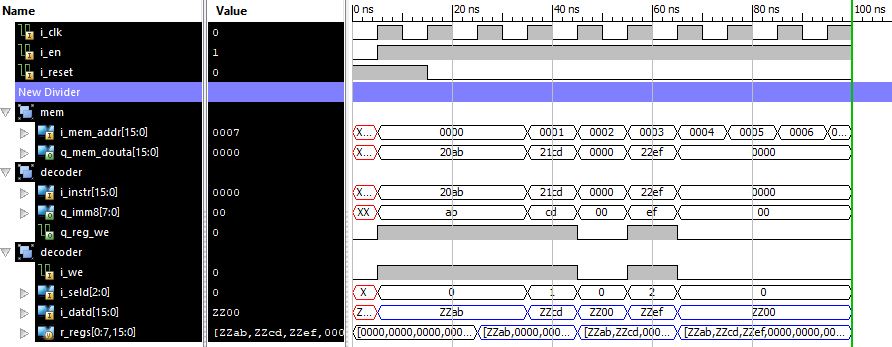 Name Value 0 ns 20 ns 40 ns 60 ns 80 ns 100 ns
i_clk 0
i_en 1
i_reset 0
New Divider
mem
i_mem_addr[15:0] 0007 X... 0000 0001 0002 0003 0004 0005 0006 0...
q_mem_douta[15:0] 0000 X... 20ab 21cd 0000 22ef 0000
decoder
i_instr[15:0] 0000 X... 20ab 21cd 0000 22ef 0000
q_imm8[7:0] 00 XX ab cd 00 ef 00
q_reg_we 0
decoder
i_we 0
i_seld[2:0] 0 X 0 1 0 2 0
i_datd[15:0] ZZ00 Z... ZZab ZZcd ZZ00 ZZef ZZ00
r_regs[0:7,15:0] [ZZab,ZZcd,ZZef,000 [0000,0000,0000,000... [ZZab,0000,000... [ZZab,ZZcd,000... [ZZab,ZZcd,ZZef,0000,0000,00...